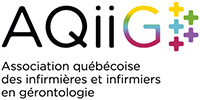 AQiiG
Association québécoise
des infirmières et infirmiers
en gérontologie